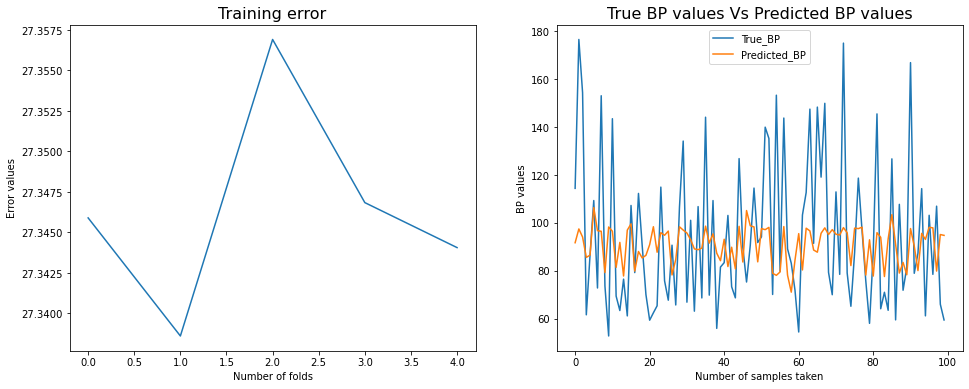 Training error
27.3575
27.3550
27.3525
27.3500
27.3475
27.3450
27.3425
27.3400
Error values
0.0 0.5 1.0 1.5 2.0 2.5 3.0 3.5 4.0
Number of folds
True BP values Vs Predicted BP values
True_BP
Predicted_BP
180
160
140
120
100
80
60
BP values
0 20 40 60 80 100
Number of samples taken